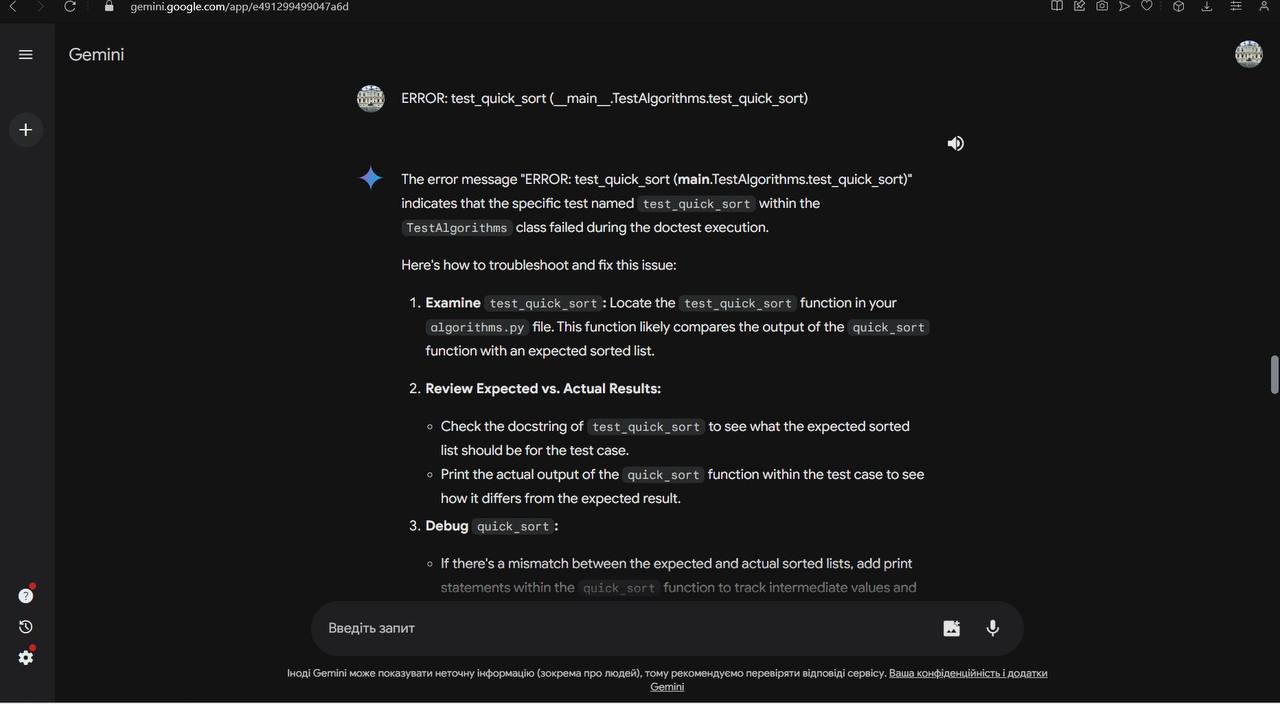 gemini.google.com/app/e491299499047a6d
Gemini
ERROR: test_quick_sort (__main__.TestAlgorithms.test_quick_sort)
The error message "ERROR: test_quick_sort (main.TestAlgorithms.test_quick_sort)"
indicates that the specific test named test_quick_sort within the
TestAlgorithms class failed during the doctest execution.
Here's how to troubleshoot and fix this issue:
1. Examine test_quick_sort: Locate the test_quick_sort function in your
algorithms.py file. This function likely compares the output of the quick_sort
function with an expected sorted list.
2. Review Expected vs. Actual Results:
Check the docstring of test_quick_sort to see what the expected sorted
list should be for the test case.
Print the actual output of the quick_sort function within the test case to see
how it differs from the expected result.
3. Debug quick_sort:
If there's a mismatch between the expected and actual sorted lists, add print
statements within the quick_sort function to track intermediate values and
Введіть запит
Іноді Gemini може показувати неточну інформацію (зокрема про людей), тому рекомендуємо перевіряти відповіді сервісу. Ваша конфіденційність і додатки
Gemini